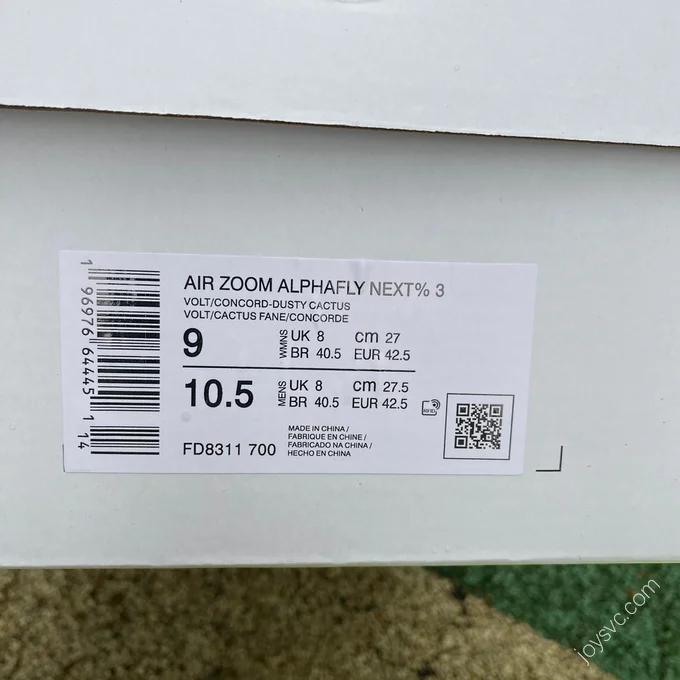 AIR ZOOM ALPHAFLY NEXT% 3
VOLT/CONCORD-DUSTY CACTUS
VOLT/CACTUS FANE/CONCORDE
9 WMNS UK 8 cm 27
BR 40.5 EUR 42.5
10.5 MENS UK 8 cm 27.5
BR 40.5 EUR 42.5
FD8311 700
MADE IN CHINA /
FABRIQUE EN CHINE /
FABRICADO NA CHINA /
HECHO EN CHINA
1 96976 64445 1 14
joysvc.com